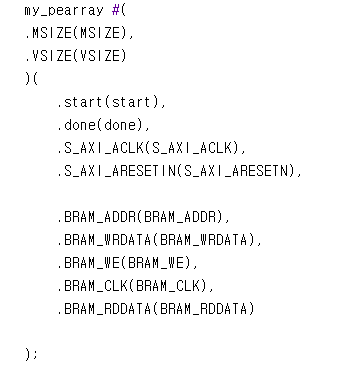 my_pearray #(
.MSIZE(MSIZE),
.VSIZE(VSIZE)
)(
.start(start),
.done(done),
.S_AXI_ACLK(S_AXI_ACLK),
.S_AXI_ARESETIN(S_AXI_ARESETN),
.BRAM_ADDR(BRAM_ADDR),
.BRAM_WRDATA(BRAM_WRDATA),
.BRAM_WE(BRAM_WE),
.BRAM_CLK(BRAM_CLK),
.BRAM_RDDATA(BRAM_RDDATA)
);